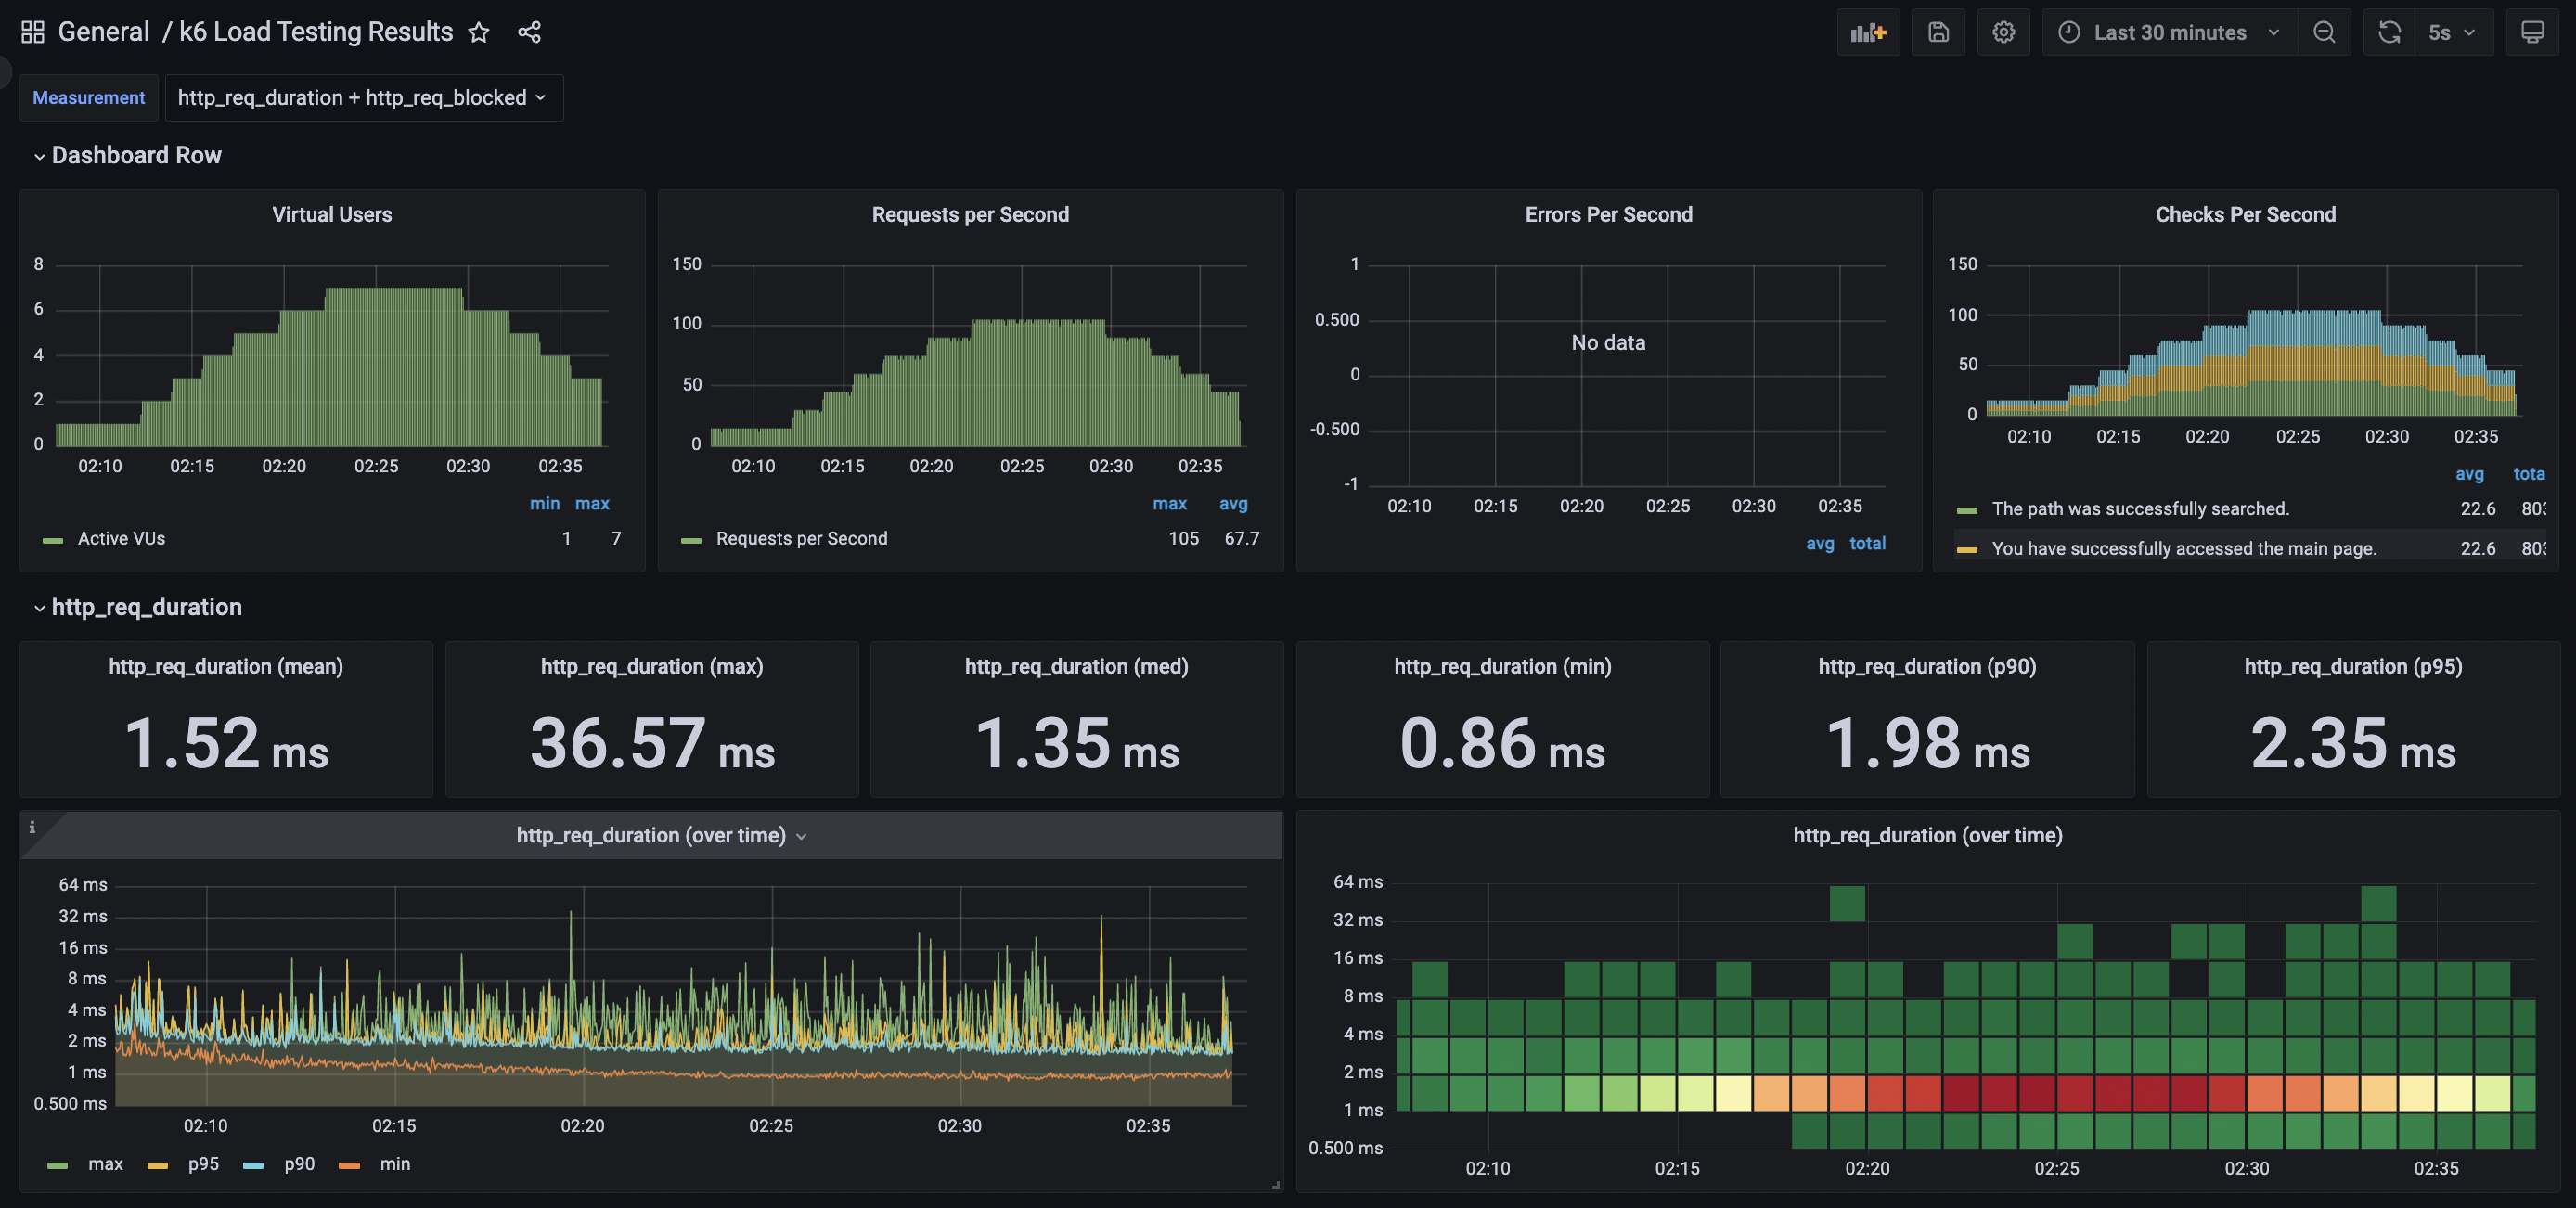 General / k6 Load Testing Results
Last 30 minutes
5s
Measurement
http_req_duration + http_req_blocked
Dashboard Row
Virtual Users
8
6
4
2
0
02:10 02:15 02:20 02:25 02:30 02:35
min max
Active VUs 1 7
Requests per Second
150
100
50
0
02:10 02:15 02:20 02:25 02:30 02:35
max avg
Requests per Second 105 67.7
Errors Per Second
1
0.500
0
-0.500
-1
No data
02:10 02:15 02:20 02:25 02:30 02:35
avg total
Checks Per Second
150
100
50
0
02:10 02:15 02:20 02:25 02:30 02:35
avg tota
The path was successfully searched. 22.6 80
You have successfully accessed the main page. 22.6 80
http_req_duration
http_req_duration (mean)
1.52 ms
http_req_duration (max)
36.57 ms
http_req_duration (med)
1.35 ms
http_req_duration (min)
0.86 ms
http_req_duration (p90)
1.98 ms
http_req_duration (p95)
2.35 ms
i
http_req_duration (over time)
64 ms
32 ms
16 ms
8 ms
4 ms
2 ms
1 ms
0.500 ms
02:10 02:15 02:20 02:25 02:30 02:35
max p95 p90 min
http_req_duration (over time)
64 ms
32 ms
16 ms
8 ms
4 ms
2 ms
1 ms
0.500 ms
02:10 02:15 02:20 02:25 02:30 02:35